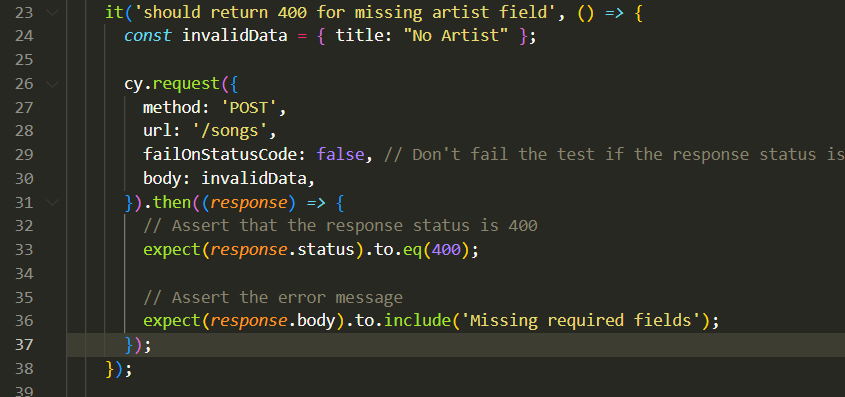 23 it('should return 400 for missing artist field', () => {
24 const invalidData = { title: "No Artist" };
25
26 cy.request({
27 method: 'POST',
28 url: '/songs',
29 failOnStatusCode: false, // Don't fail the test if the response status is
30 body: invalidData,
31 }).then((response) => {
32 // Assert that the response status is 400
33 expect(response.status).to.eq(400);
34
35 // Assert the error message
36 expect(response.body).to.include('Missing required fields');
37 });
38 });
39